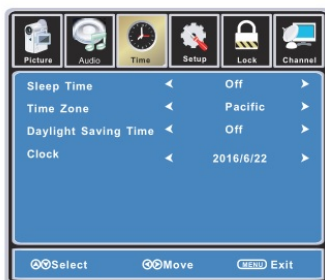 Picture Audio Time Setup Lock Channel
Sleep Time Off
Time Zone Pacific
Daylight Saving Time Off
Clock 2016/6/22
Select Move MENU Exit